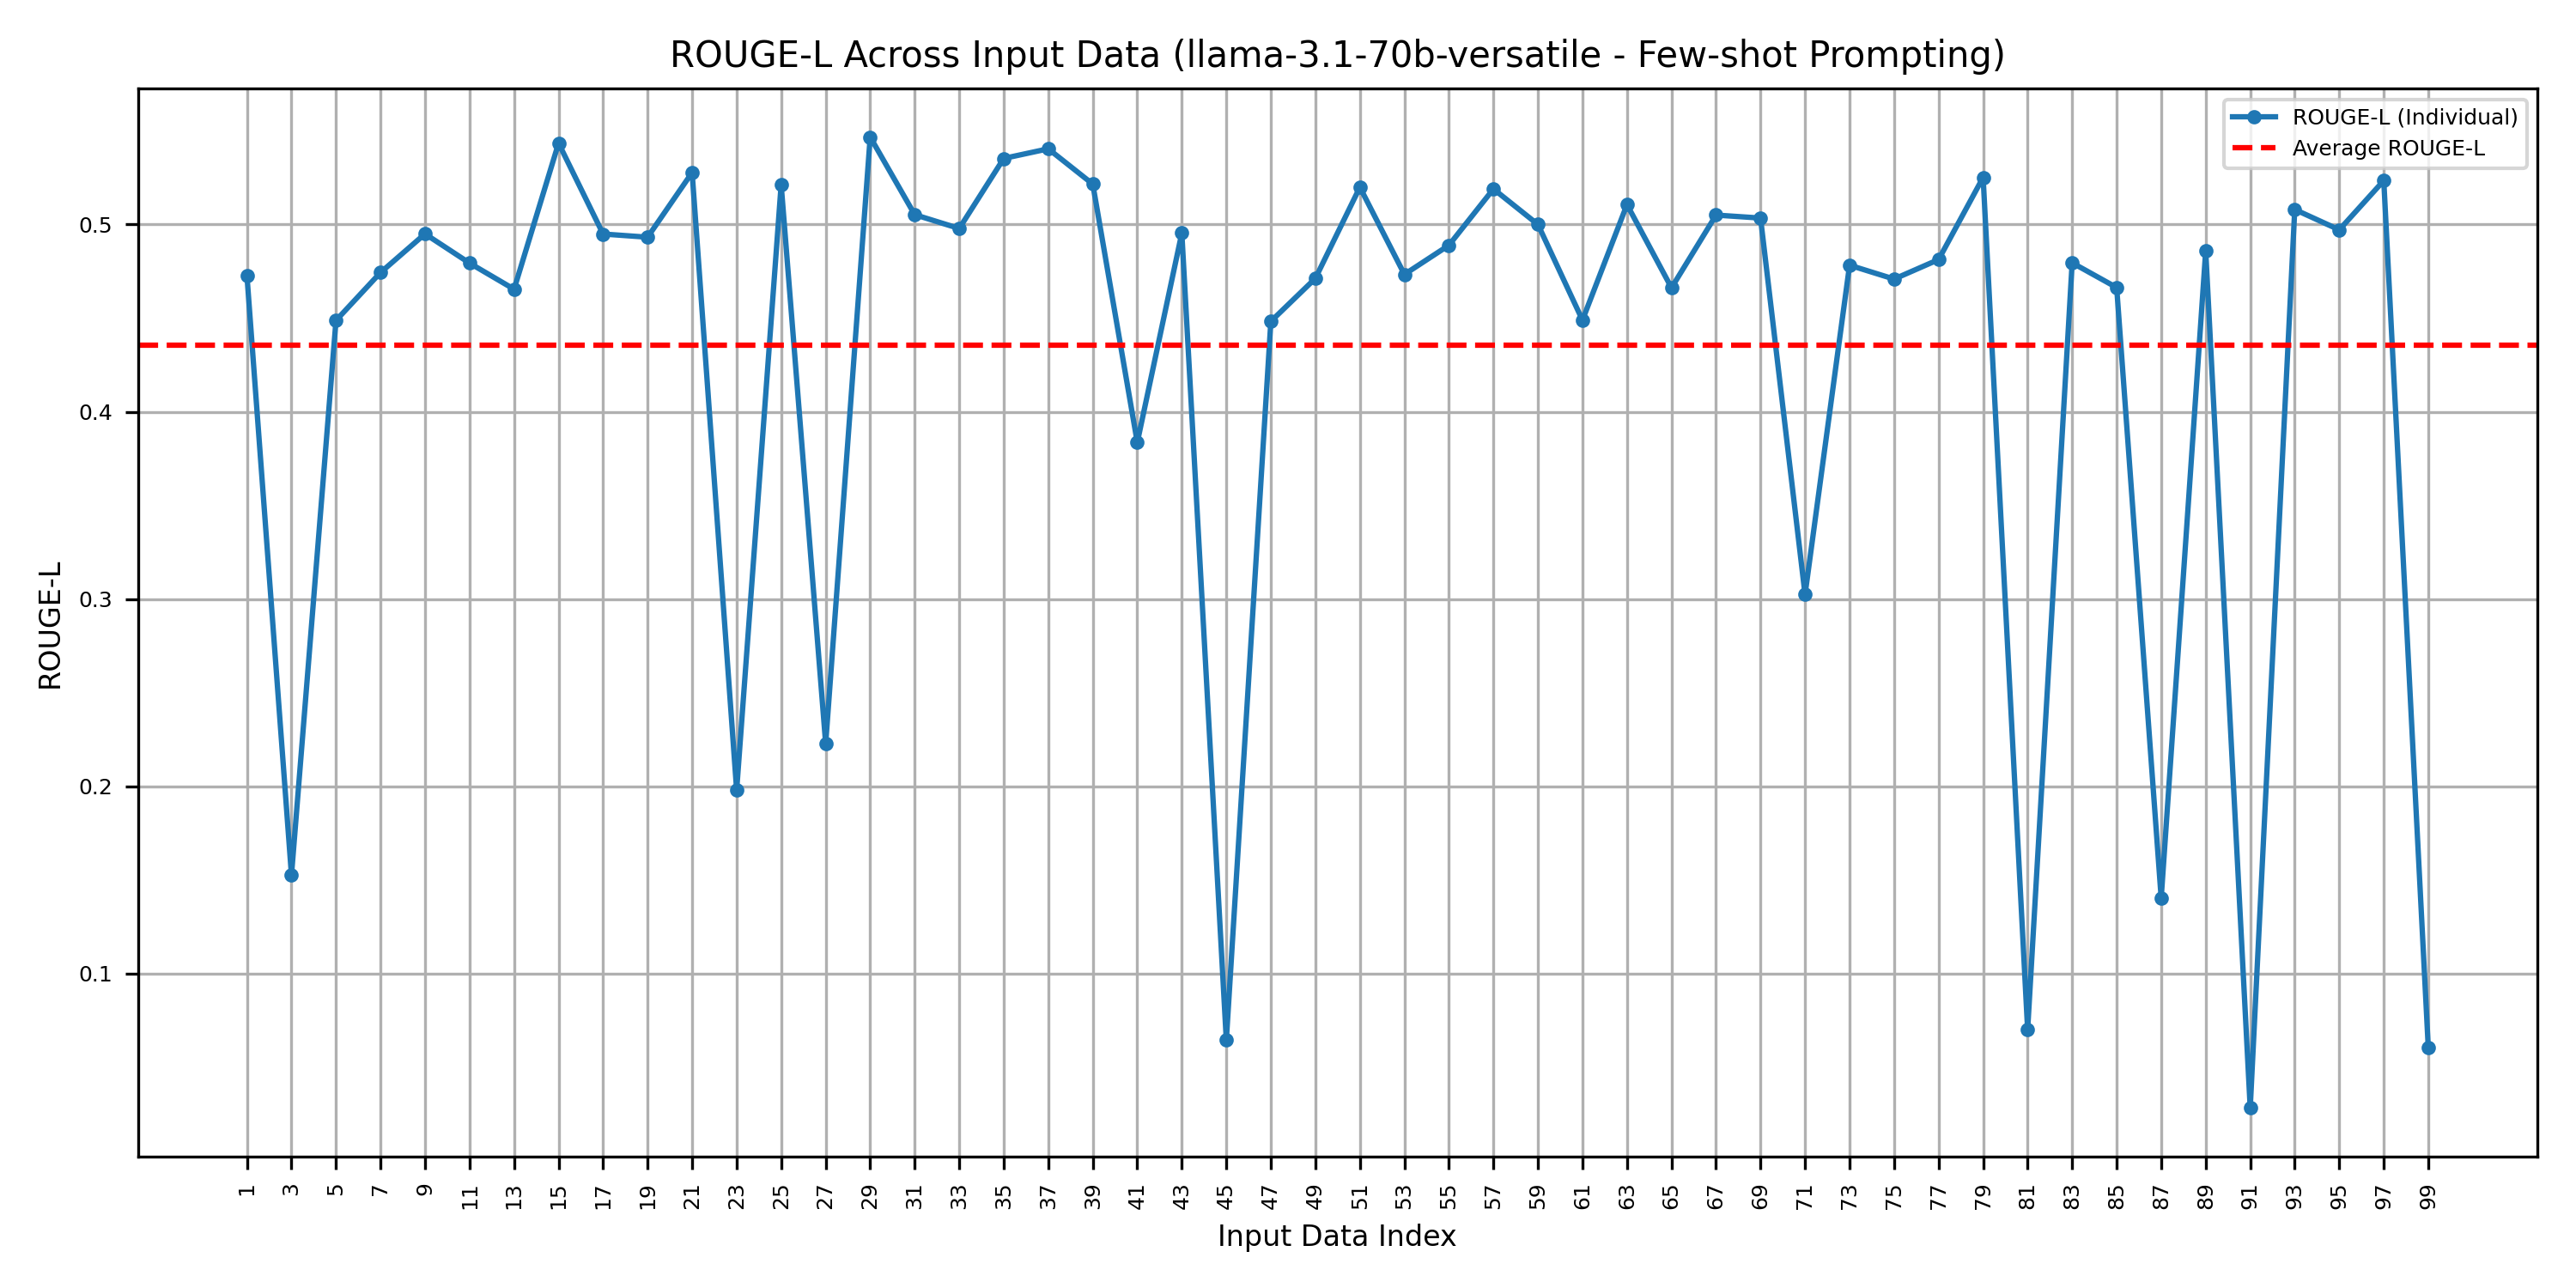 ROUGE-L Across Input Data (llama-3.1-70b-versatile - Few-shot Prompting)
ROUGE-L (Individual)
Average ROUGE-L
ROUGE-L
0.5
0.4
0.3
0.2
0.1
1 3 5 7 9 11 13 15 17 19 21 23 25 27 29 31 33 35 37 39 41 43 45 47 49 51 53 55 57 59 61 63 65 67 69 71 73 75 77 79 81 83 85 87 89 91 93 95 97 99
Input Data Index